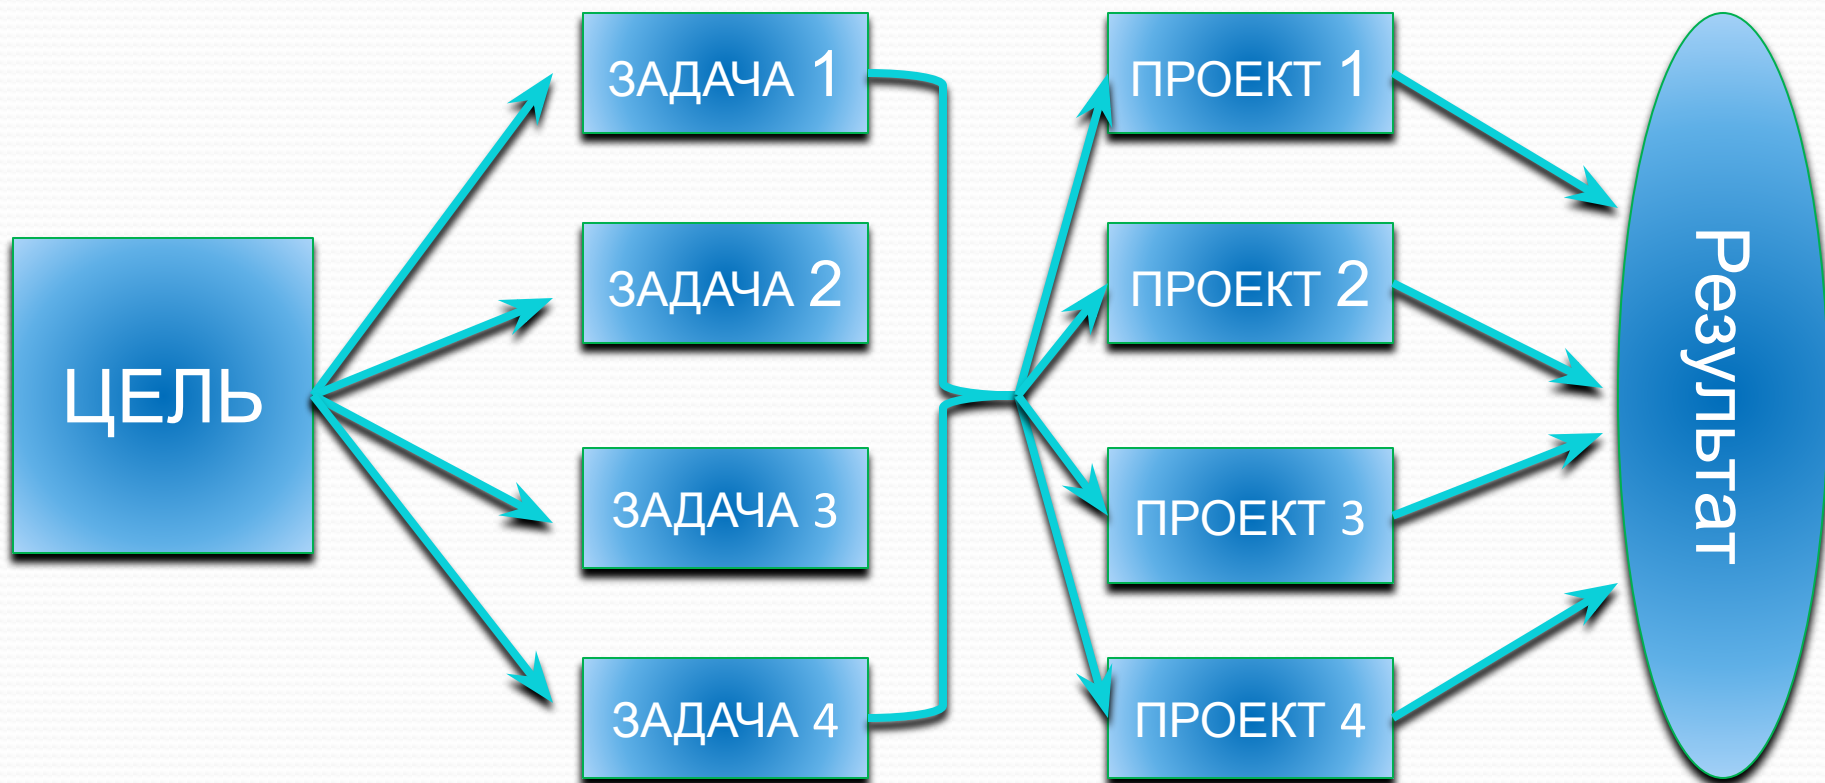 ЦЕЛЬ
ЗАДАЧА 1
ЗАДАЧА 2
ЗАДАЧА 3
ЗАДАЧА 4
ПРОЕКТ 1
ПРОЕКТ 2
ПРОЕКТ 3
ПРОЕКТ 4
Результат